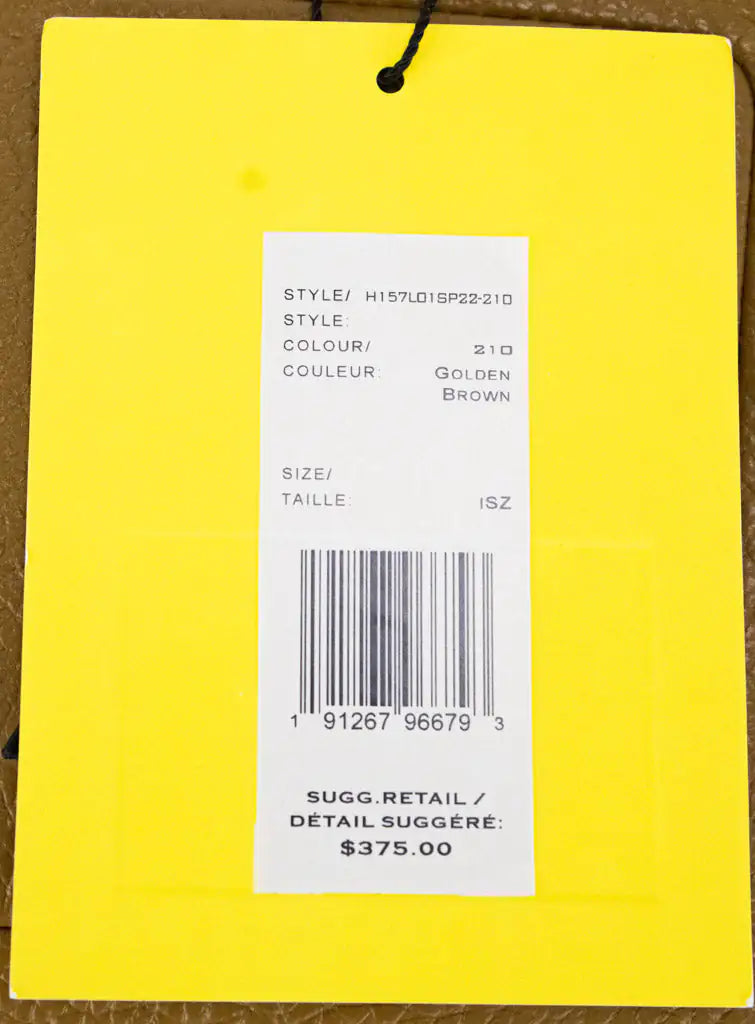 STYLE/ H157L01SP22-210
STYLE:
COLOUR/ 210
COULEUR: GOLDEN
BROWN
SIZE/
TAILLE: 1SZ
1 91267 96679 3
SUGG.RETAIL /
DÉTAIL SUGGÉRÉ:
$375.00